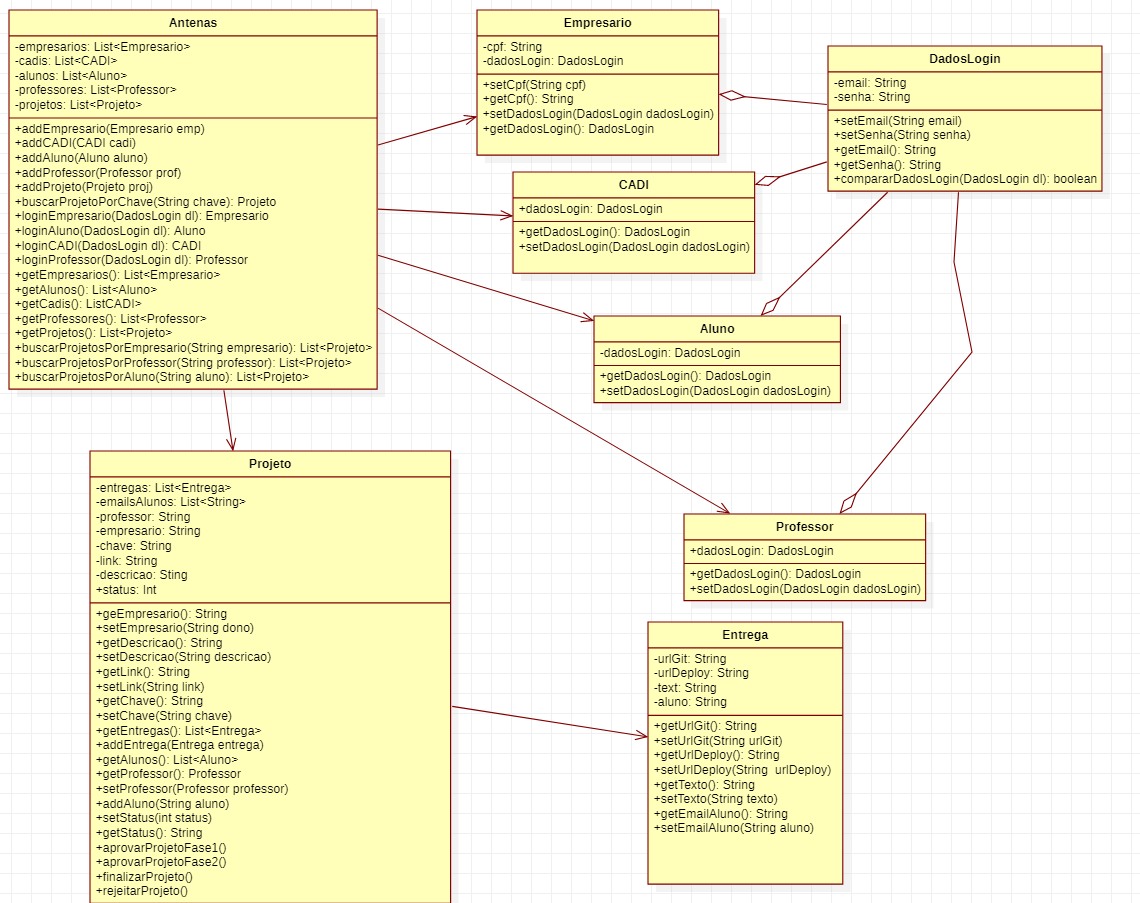 Antenas
-empresarios: List<Empresario>
-cadis: List<CADI>
-alunos: List<Aluno>
-professores: List<Professor>
-projetos: List<Projeto>
+addEmpresario(Empresario emp)
+addCADI(CADI cadi)
+addAluno(Aluno aluno)
+addProfessor(Professor prof)
+addProjeto(Projeto proj)
+buscarProjetoPorChave(String chave): Projeto
+loginEmpresario(DadosLogin dl): Empresario
+loginAluno(DadosLogin dl): Aluno
+loginCADI(DadosLogin dl): CADI
+loginProfessor(DadosLogin dl): Professor
+getEmpresarios(): List<Empresario>
+getAlunos(): List<Aluno>
+getCadis(): ListCADI>
+getProfessores(): List<Professor>
+getProjetos(): List<Projeto>
+buscarProjetosPorEmpresario(String empresario): List<Projeto>
+buscarProjetosPorProfessor(String professor): List<Projeto>
+buscarProjetosPorAluno(String aluno): List<Projeto>
Empresario
-cpf: String
-dadosLogin: DadosLogin
+setCpf(String cpf)
+getCpf(): String
+setDadosLogin(DadosLogin dadosLogin)
+getDadosLogin(): DadosLogin
DadosLogin
-email: String
-senha: String
+setEmail(String email)
+setSenha(String senha)
+getEmail(): String
+getSenha(): String
+compararDadosLogin(DadosLogin dl): boolean
CADI
+dadosLogin: DadosLogin
+getDadosLogin(): DadosLogin
+setDadosLogin(DadosLogin dadosLogin)
Aluno
-dadosLogin: DadosLogin
+getDadosLogin(): DadosLogin
+setDadosLogin(DadosLogin dadosLogin)
Projeto
-entregas: List<Entrega>
-emailsAlunos: List<String>
-professor: String
-empresario: String
-chave: String
-link: String
-descricao: Sting
+status: Int
+geEmpresario(): String
+setEmpresario(String dono)
+getDescricao(): String
+setDescricao(String descricao)
+getLink(): String
+setLink(String link)
+getChave(): String
+setChave(String chave)
+getEntregas(): List<Entrega>
+addEntrega(Entrega entrega)
+getAlunos(): List<Aluno>
+getProfessor(): Professor
+setProfessor(Professor professor)
+addAluno(String aluno)
+setStatus(int status)
+getStatus(): String
+aprovarProjetoFase1()
+aprovarProjetoFase2()
+finalizarProjeto()
+rejeitarProjeto()
Professor
+dadosLogin: DadosLogin
+getDadosLogin(): DadosLogin
+setDadosLogin(DadosLogin dadosLogin)
Entrega
-urlGit: String
-urlDeploy: String
-text: String
-aluno: String
+getUrlGit(): String
+setUrlGit(String urlGit)
+getUrlDeploy(): String
+setUrlDeploy(String urlDeploy)
+getTexto(): String
+setTexto(String texto)
+getEmailAluno(): String
+setEmailAluno(String aluno)